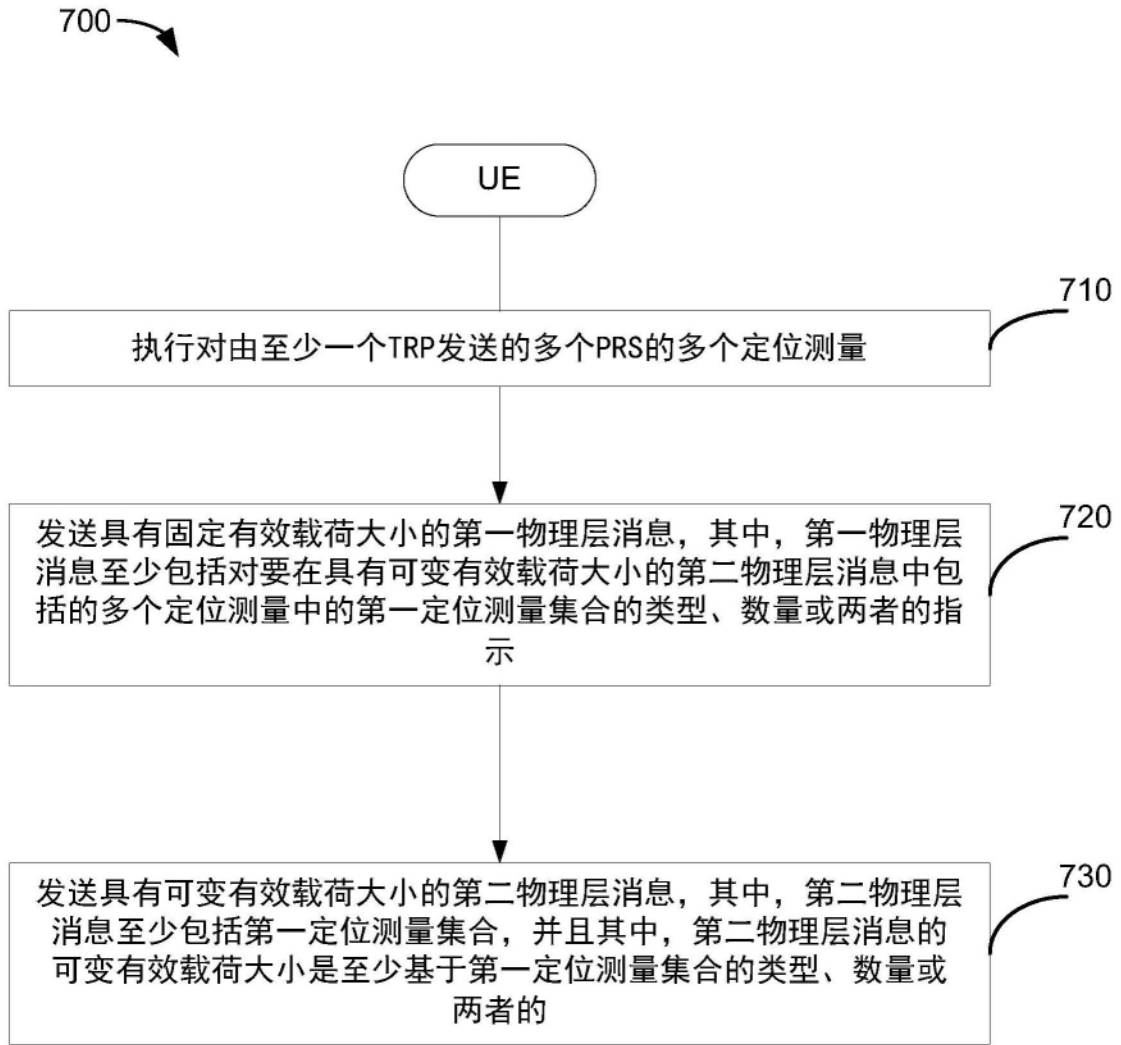 700
UE
710
执行对由至少一个TRP发送的多个PRS的多个定位测量
720
发送具有固定有效载荷大小的第一物理层消息，其中，第一物理层
消息至少包括对要在具有可变有效载荷大小的第二物理层消息中包
括的多个定位测量中的第一定位测量集合的类型、数量或两者的指
示
730
发送具有可变有效载荷大小的第二物理层消息，其中，第二物理层
消息至少包括第一定位测量集合，并且其中，第二物理层消息的
可变有效载荷大小是至少基于第一定位测量集合的类型、数量或
两者的